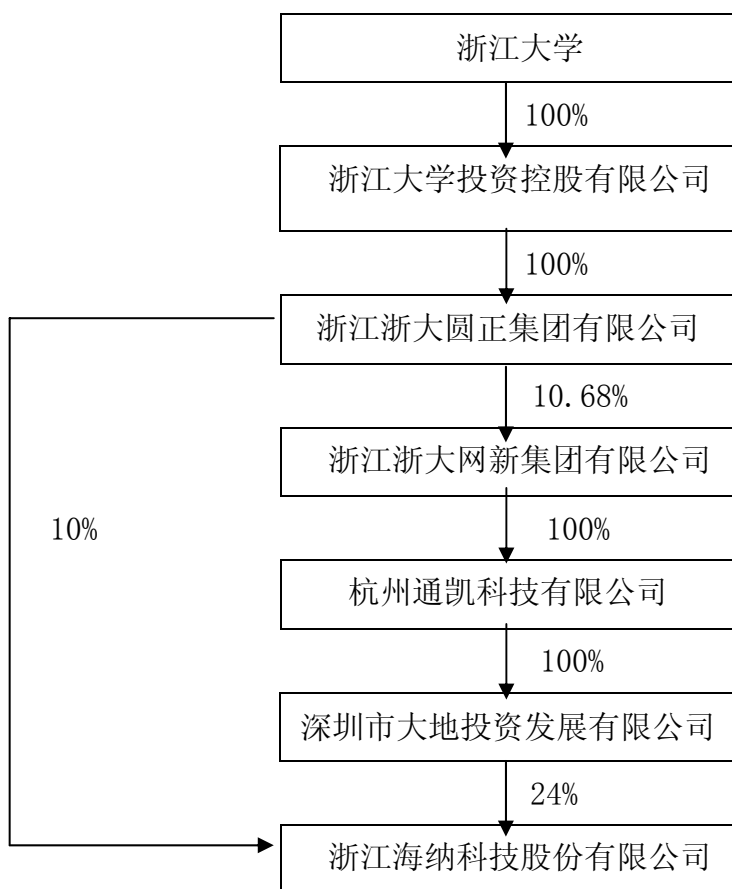 浙江大学
100%
浙江大学投资控股有限公司
100%
浙江浙大圆正集团有限公司
10.68%
浙江浙大网新集团有限公司
10%
100%
杭州通凯科技有限公司
100%
深圳市大地投资发展有限公司
24%
浙江海纳科技股份有限公司